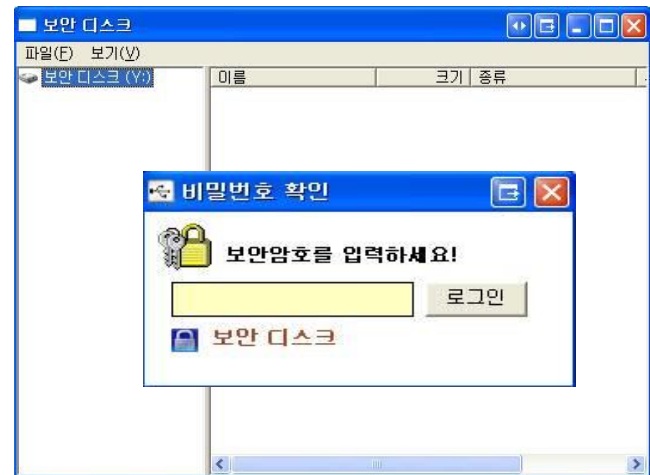 보안 디스크
파일(F) 보기(V)
보안 디스크 (Y:)
이름 크기 종류
비밀번호 확인
보안암호를 입력하세요!
로그인
보안 디스크